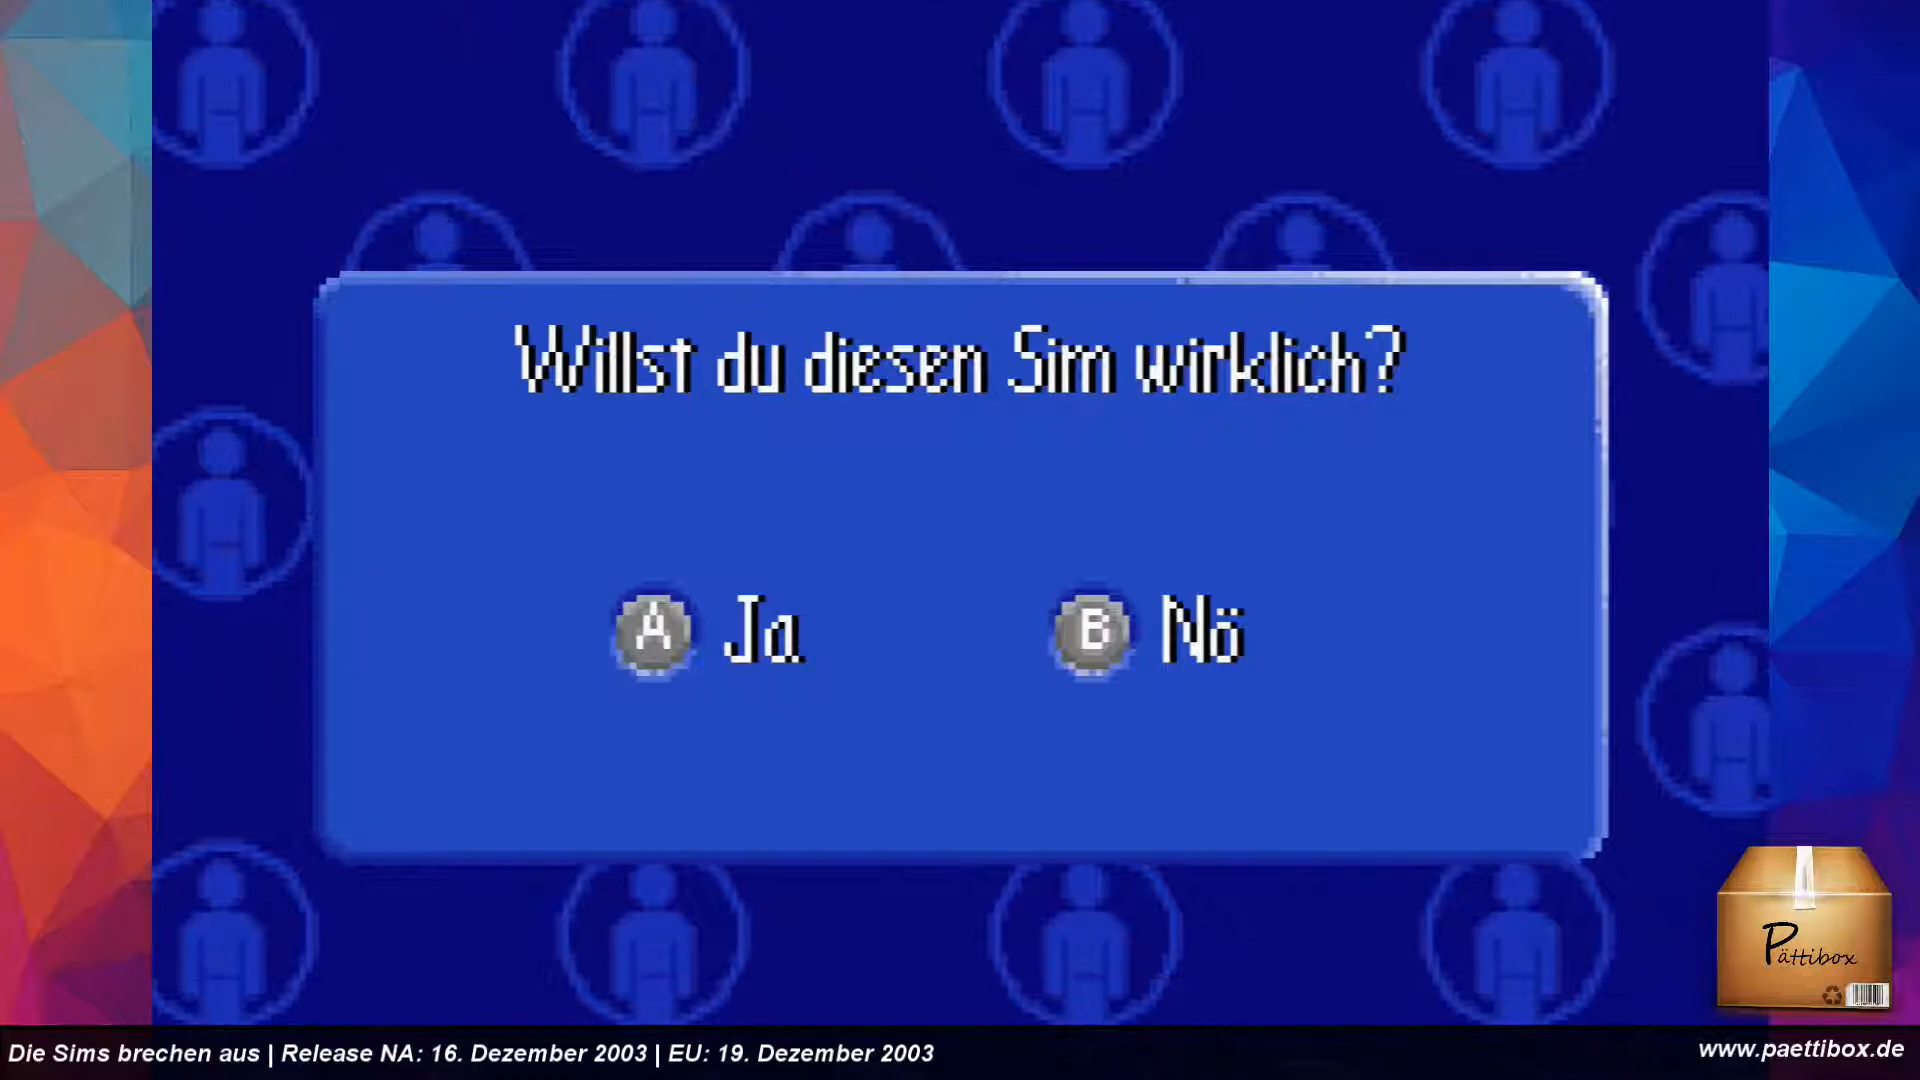 Willst du diesen Sim wirklich?
A Ja
B Nö
Pättibox
Die Sims brechen aus | Release NA: 16. Dezember 2003 | EU: 19. Dezember 2003
www.paettibox.de